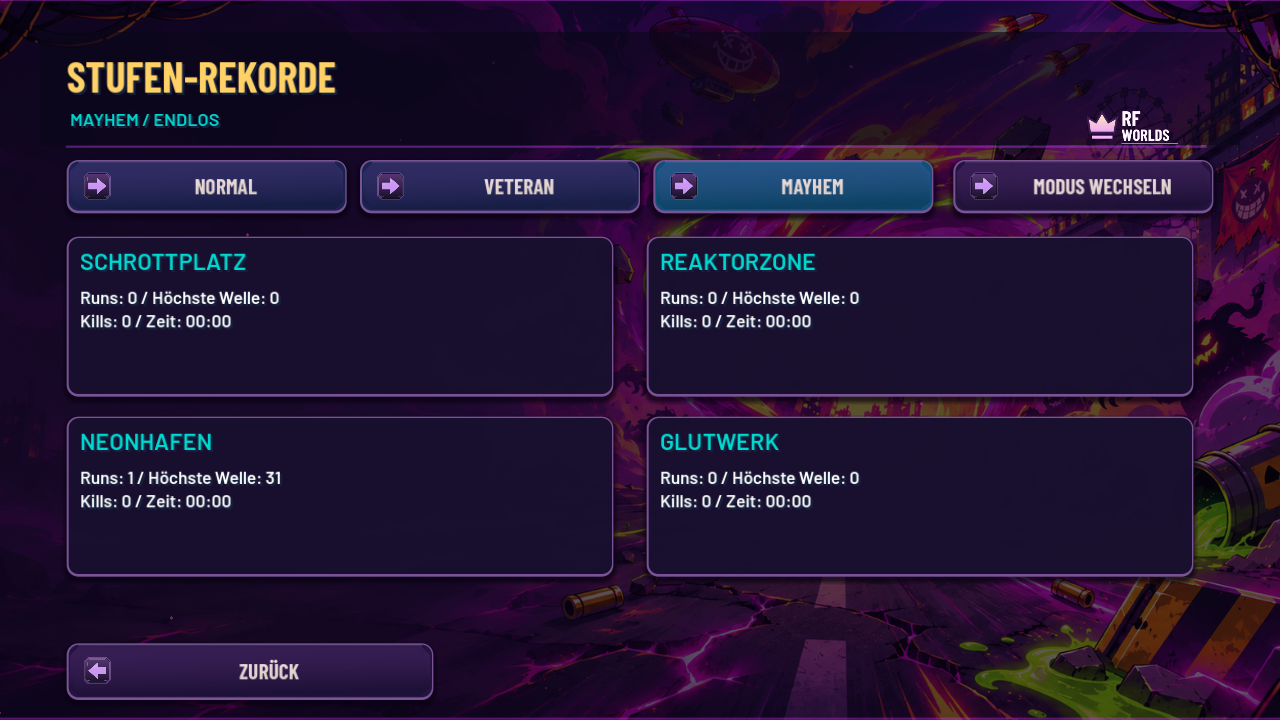 STUFEN-REKORDE
MAYHEM / ENDLOS
RF
WORLDS
NORMAL
VETERAN
MAYHEM
MODUS WECHSELN
SCHROTTPLATZ
Runs: 0 / Höchste Welle: 0
Kills: 0 / Zeit: 00:00
REAKTORZONE
Runs: 0 / Höchste Welle: 0
Kills: 0 / Zeit: 00:00
NEONHAFEN
Runs: 1 / Höchste Welle: 31
Kills: 0 / Zeit: 00:00
GLUTWERK
Runs: 0 / Höchste Welle: 0
Kills: 0 / Zeit: 00:00
ZURÜCK